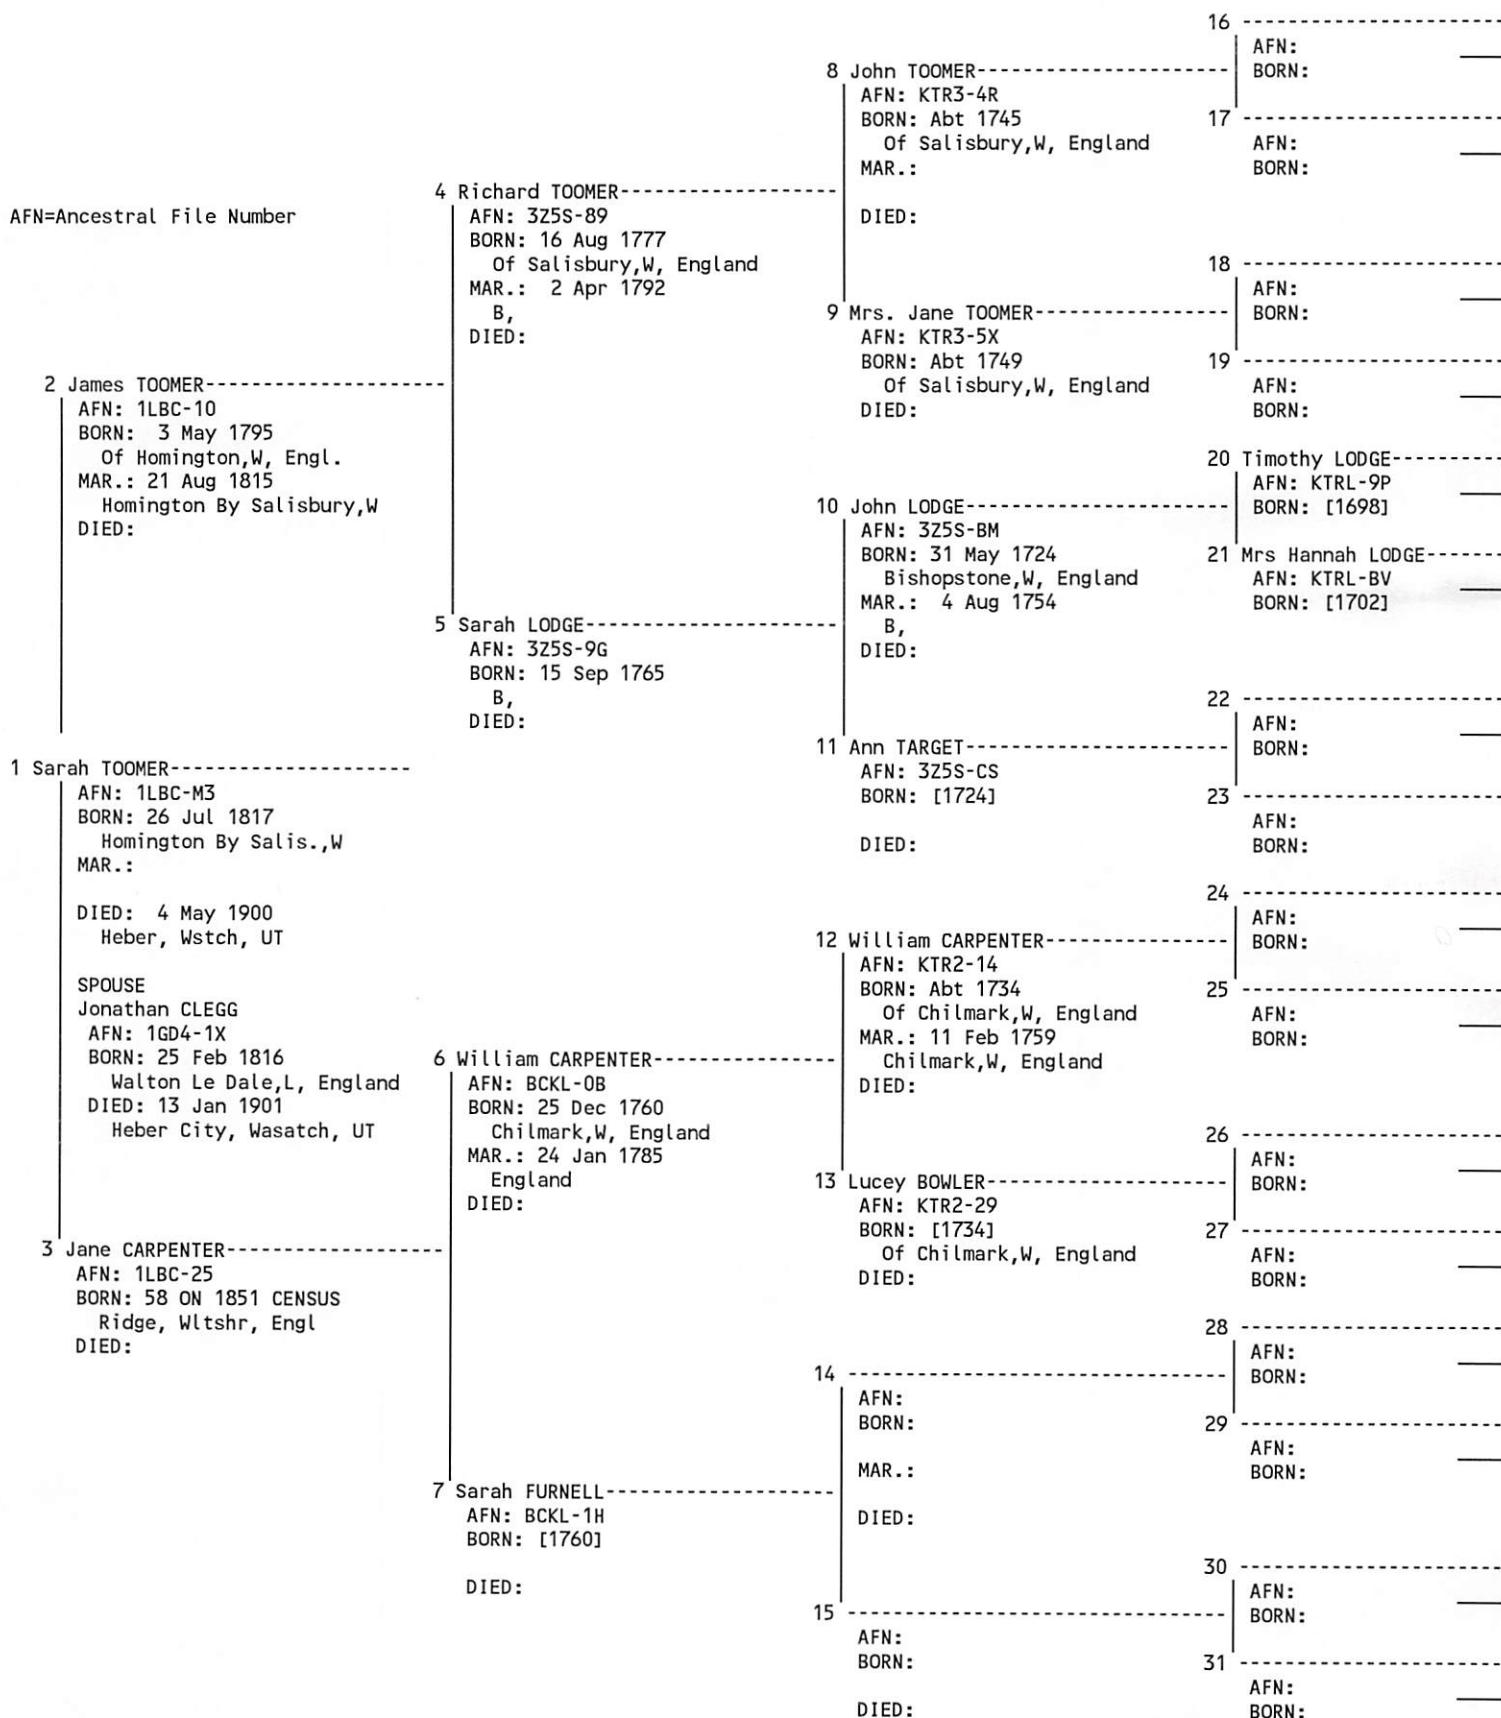 AFN=Ancestral File Number
1 Sarah TOOMER---------------------
AFN: 1LBC-M3
BORN: 26 Jul 1817
Homington By Salis.,W
MAR.:
DIED:  4 May 1900
Heber, Wstch, UT
SPOUSE
Jonathan CLEGG
AFN: 1GD4-1X
BORN: 25 Feb 1816
Walton Le Dale,L, England
DIED: 13 Jan 1901
Heber City, Wasatch, UT
2 James TOOMER---------------------
AFN: 1LBC-10
BORN:  3 May 1795
Of Homington,W, Engl.
MAR.: 21 Aug 1815
Homington By Salisbury,W
DIED:
3 Jane CARPENTER-------------------
AFN: 1LBC-25
BORN: 58 ON 1851 CENSUS
Ridge, Wltshr, Engl
DIED:
4 Richard TOOMER-------------------
AFN: 3Z5S-89
BORN: 16 Aug 1777
Of Salisbury,W, England
MAR.:  2 Apr 1792
B,
DIED:
5 Sarah LODGE----------------------
AFN: 3Z5S-9G
BORN: 15 Sep 1765
B,
DIED:
6 William CARPENTER----------------
AFN: BCKL-0B
BORN: 25 Dec 1760
Chilmark,W, England
MAR.: 24 Jan 1785
England
DIED:
7 Sarah FURNELL--------------------
AFN: BCKL-1H
BORN: [1760]
DIED:
8 John TOOMER----------------------
AFN: KTR3-4R
BORN: Abt 1745
Of Salisbury,W, England
MAR.:
DIED:
9 Mrs. Jane TOOMER-----------------
AFN: KTR3-5X
BORN: Abt 1749
Of Salisbury,W, England
DIED:
10 John LODGE-----------------------
AFN: 3Z5S-BM
BORN: 31 May 1724
Bishopstone,W, England
MAR.:  4 Aug 1754
B,
DIED:
11 Ann TARGET-----------------------
AFN: 3Z5S-CS
BORN: [1724]
DIED:
12 William CARPENTER----------------
AFN: KTR2-14
BORN: Abt 1734
Of Chilmark,W, England
MAR.: 11 Feb 1759
Chilmark,W, England
DIED:
13 Lucey BOWLER---------------------
AFN: KTR2-29
BORN: [1734]
Of Chilmark,W, England
DIED:
14 ---------------------------------
AFN:
BORN:
MAR.:
DIED:
15 ---------------------------------
AFN:
BORN:
DIED:
16 -----------------------
AFN:
BORN:
17 -----------------------
AFN:
BORN:
18 -----------------------
AFN:
BORN:
19 -----------------------
AFN:
BORN:
20 Timothy LODGE----------
AFN: KTRL-9P
BORN: [1698]
21 Mrs Hannah LODGE-------
AFN: KTRL-BV
BORN: [1702]
22 -----------------------
AFN:
BORN:
23 -----------------------
AFN:
BORN:
24 -----------------------
AFN:
BORN:
25 -----------------------
AFN:
BORN:
26 -----------------------
AFN:
BORN:
27 -----------------------
AFN:
BORN:
28 -----------------------
AFN:
BORN:
29 -----------------------
AFN:
BORN:
30 -----------------------
AFN:
BORN:
31 -----------------------
AFN:
BORN: